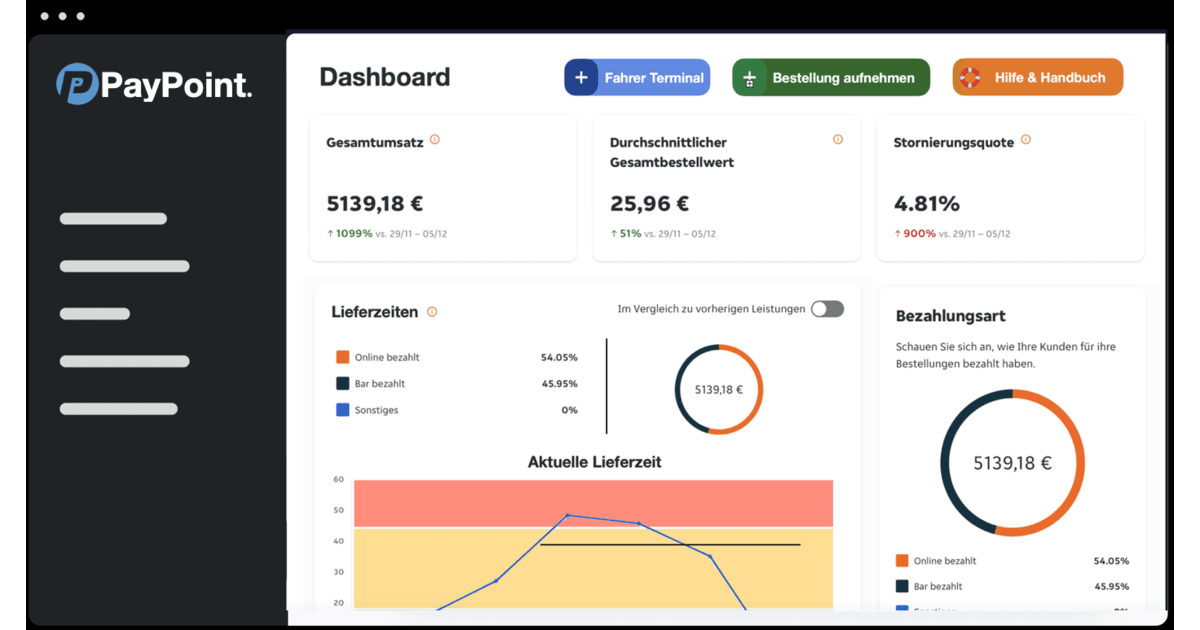 PayPoint.
Dashboard
Fahrer Terminal
Bestellung aufnehmen
Hilfe & Handbuch
Gesamtumsatz
5139,18 €
↑ 1099% vs. 29/11 – 05/12
Durchschnittlicher
Gesamtbestellwert
25,96 €
↑ 51% vs. 29/11 – 05/12
Stornierungsquote
4.81%
↑ 900% vs. 29/11 – 05/12
Lieferzeiten
Im Vergleich zu vorherigen Leistungen
Online bezahlt 54.05%
Bar bezahlt 45.95%
Sonstiges 0%
5139,18 €
Aktuelle Lieferzeit
60
50
40
30
20
Bezahlungsart
Schauen Sie sich an, wie Ihre Kunden für ihre
Bestellungen bezahlt haben.
5139,18 €
Online bezahlt 54.05%
Bar bezahlt 45.95%